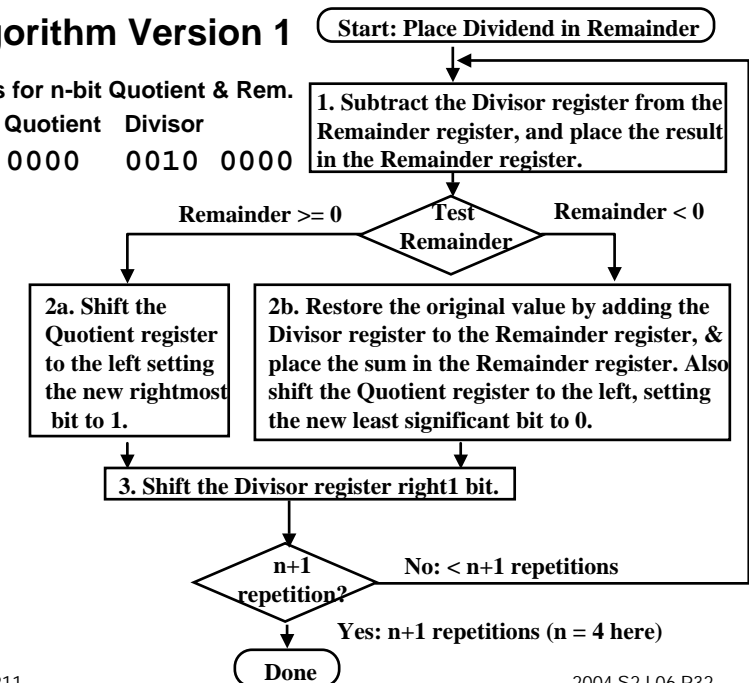 gorithm Version 1
Start: Place Dividend in Remainder
s for n-bit Quotient & Rem.
Quotient Divisor
0000 0010 0000
1. Subtract the Divisor register from the
Remainder register, and place the result
in the Remainder register.
Remainder >= 0
Test
Remainder
Remainder < 0
2a. Shift the
Quotient register
to the left setting
the new rightmost
bit to 1.
2b. Restore the original value by adding the
Divisor register to the Remainder register, &
place the sum in the Remainder register. Also
shift the Quotient register to the left, setting
the new least significant bit to 0.
3. Shift the Divisor register right1 bit.
n+1
repetition?
No: < n+1 repetitions
Yes: n+1 repetitions (n = 4 here)
Done